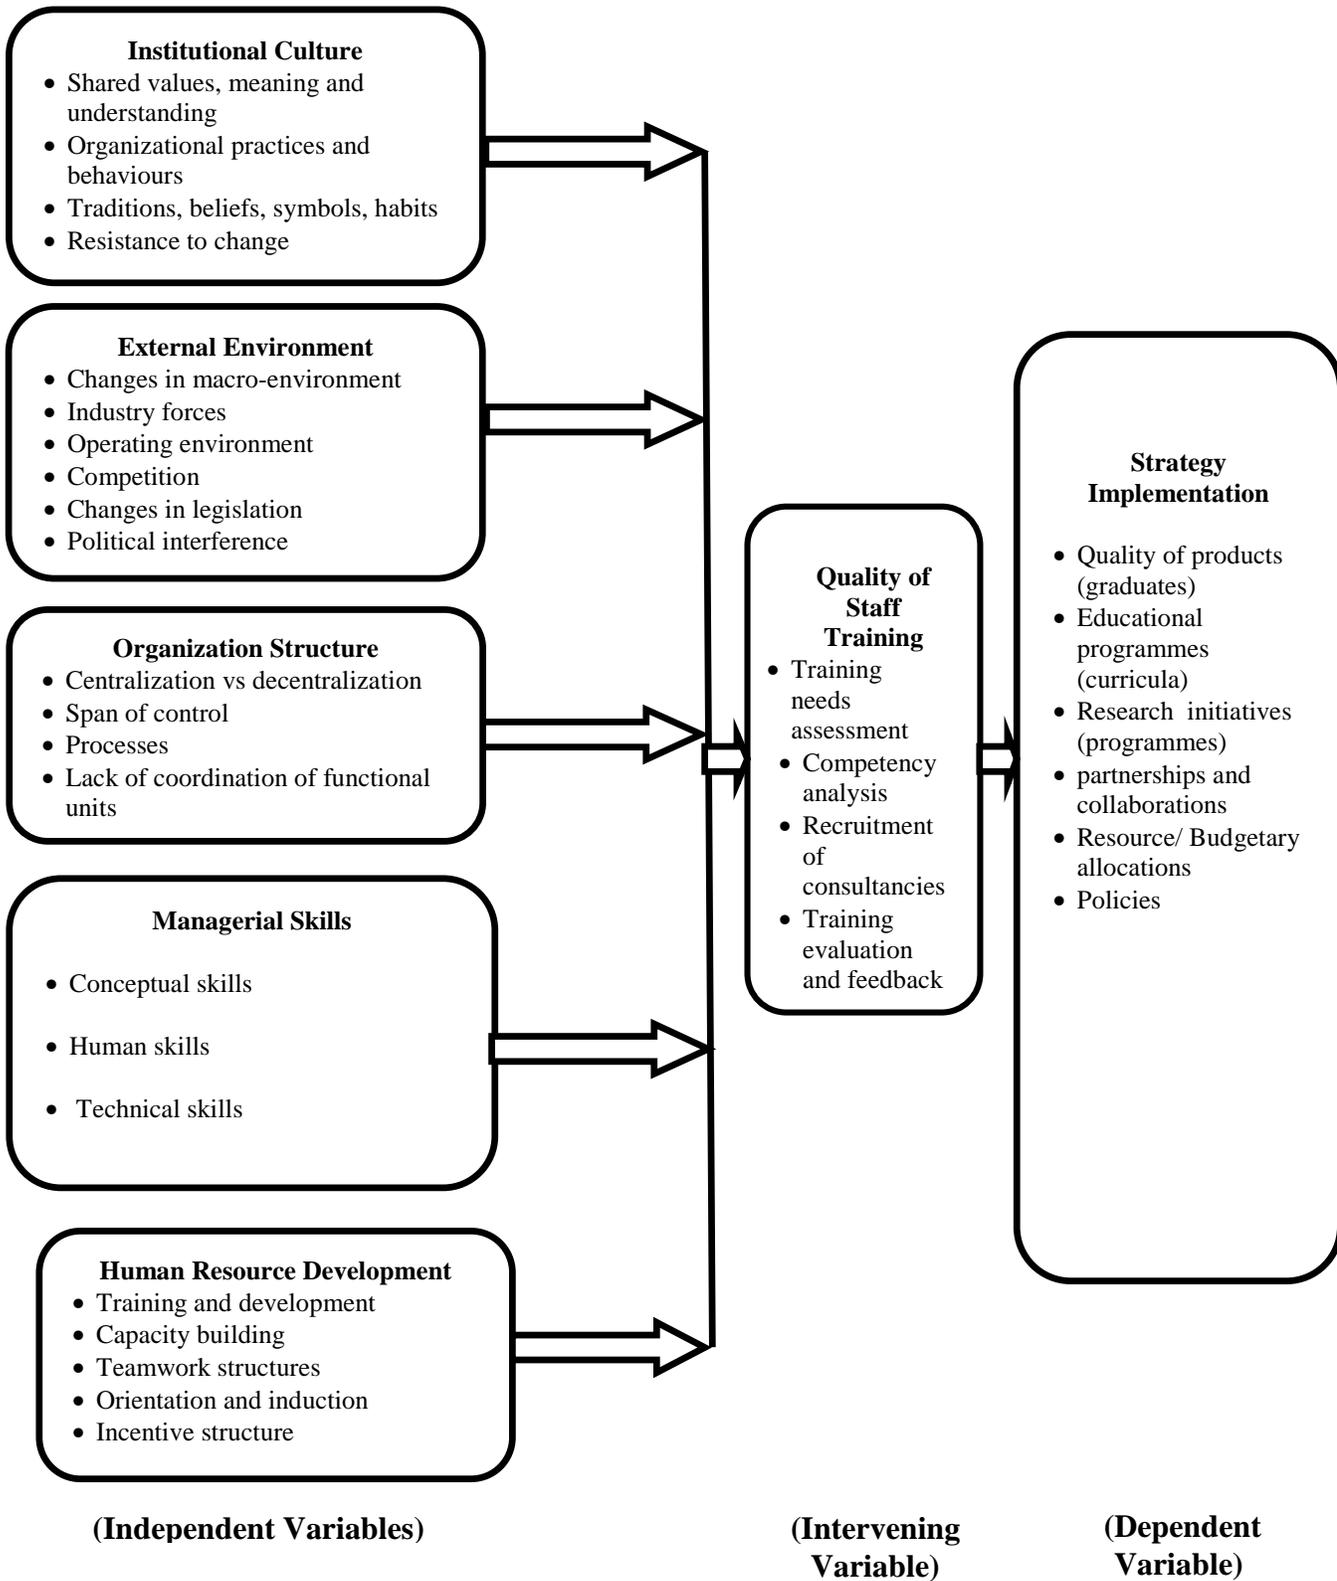 Institutional Culture
• Shared values, meaning and
understanding
• Organizational practices and
behaviours
• Traditions, beliefs, symbols, habits
• Resistance to change
External Environment
• Changes in macro-environment
• Industry forces
• Operating environment
• Competition
• Changes in legislation
• Political interference
Organization Structure
• Centralization vs decentralization
• Span of control
• Processes
• Lack of coordination of functional
units
Managerial Skills
• Conceptual skills
• Human skills
• Technical skills
Human Resource Development
• Training and development
• Capacity building
• Teamwork structures
• Orientation and induction
• Incentive structure
(Independent Variables)
Quality of
Staff
Training
• Training
needs
assessment
• Competency
analysis
• Recruitment
of
consultancies
• Training
evaluation
and feedback
(Intervening
Variable)
Strategy
Implementation
• Quality of products
(graduates)
• Educational
programmes
(curricula)
• Research initiatives
(programmes)
• partnerships and
collaborations
• Resource/ Budgetary
allocations
• Policies
(Dependent
Variable)